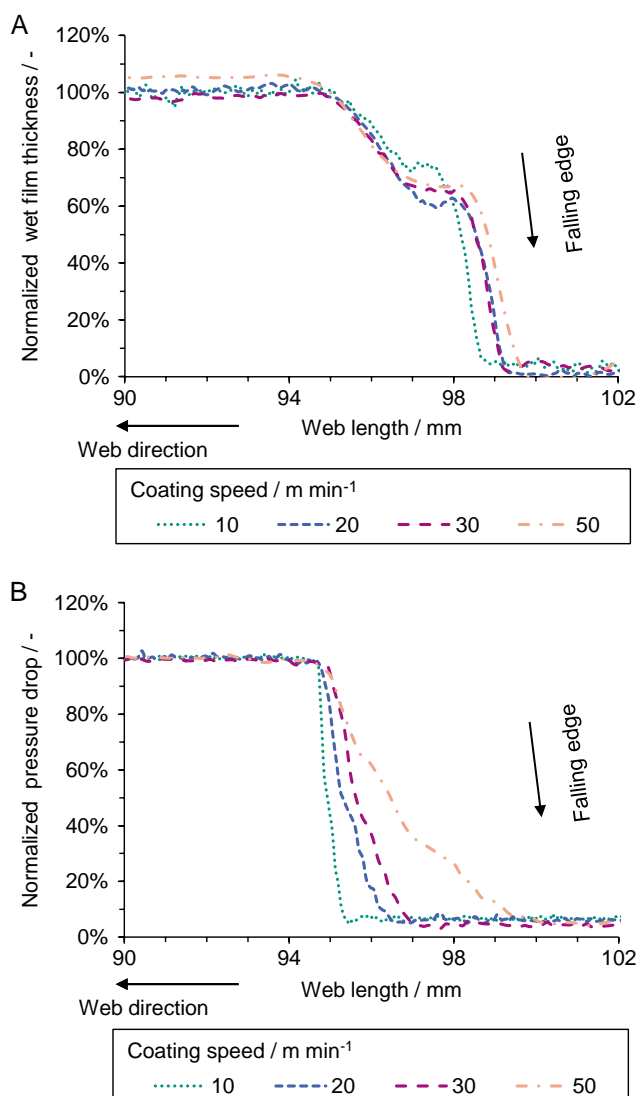 A
Normalized wet film thickness / -
120%
100%
80%
60%
40%
20%
0%
Falling edge
90
94
98
102
Web length / mm
Web direction
Coating speed / m min-1
10
20
30
50
B
Normalized pressure drop / -
120%
100%
80%
60%
40%
20%
0%
Falling edge
90
94
98
102
Web length / mm
Web direction
Coating speed / m min-1
10
20
30
50